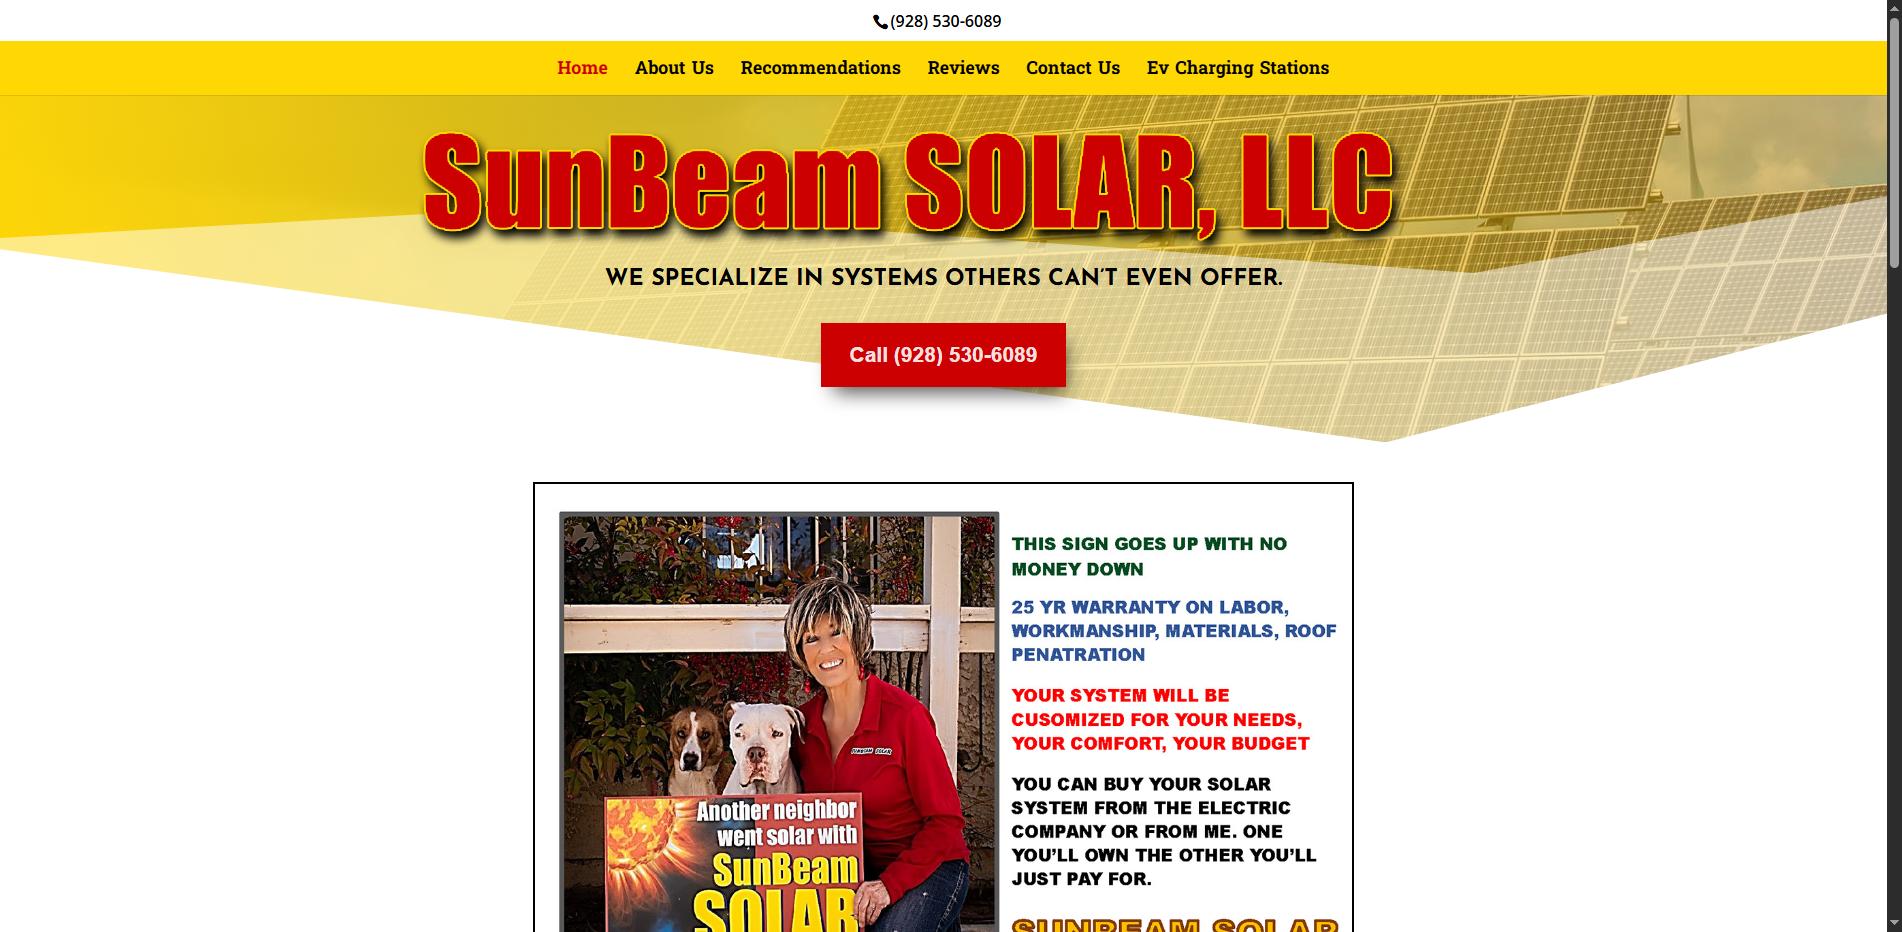 (928) 530-6089
Home About Us Recommendations Reviews Contact Us Ev Charging Stations
SunBeam SOLAR, LLC
WE SPECIALIZE IN SYSTEMS OTHERS CAN'T EVEN OFFER.
Call (928) 530-6089
THIS SIGN GOES UP WITH NO
MONEY DOWN
25 YR WARRANTY ON LABOR,
WORKMANSHIP, MATERIALS, ROOF
PENATRATION
YOUR SYSTEM WILL BE
CUSOMIZED FOR YOUR NEEDS,
YOUR COMFORT, YOUR BUDGET
YOU CAN BUY YOUR SOLAR
SYSTEM FROM THE ELECTRIC
COMPANY OR FROM ME. ONE
YOU'LL OWN THE OTHER YOU'LL
JUST PAY FOR.
SUNBEAM SOLAR
SUNBEAM SOLAR
Another neighbor
went solar with
SunBeam
SOLAR